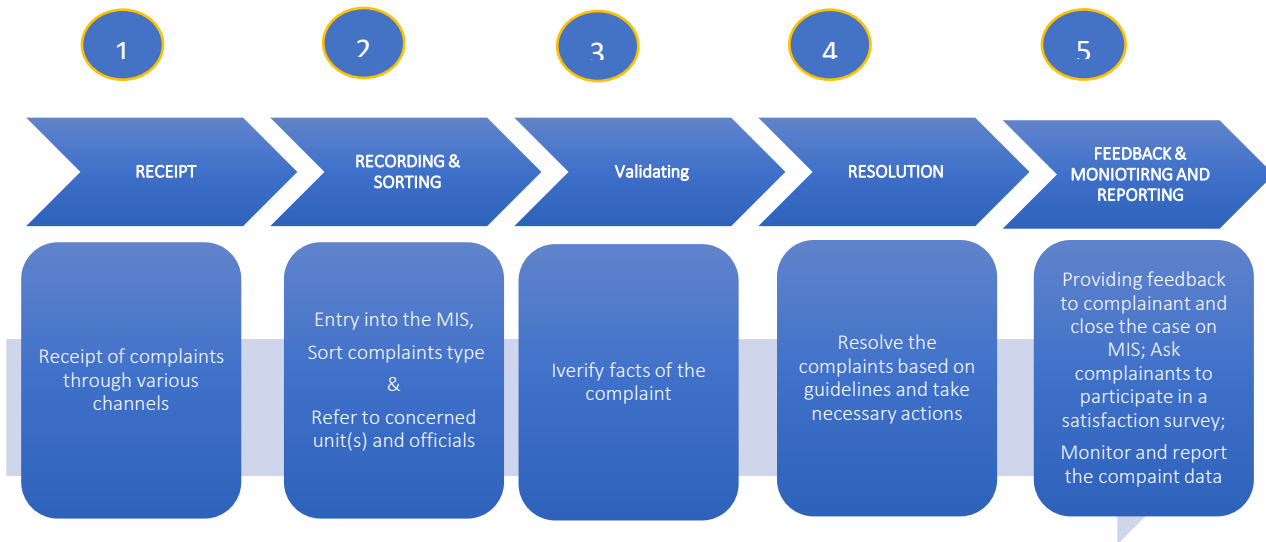 1
2
3
4
5
RECEIPT
RECORDING &
SORTING
Validating
RESOLUTION
FEEDBACK &
MONIOTIRNG AND
REPORTING
Receipt of complaints
through various
channels
Entry into the MIS,
Sort complaints type
&
Refer to concerned
unit(s) and officials
Iverify facts of the
complaint
Resolve the
complaints based on
guidelines and take
necessary actions
Providing feedback
to complainant and
close the case on
MIS; Ask
complainants to
participate in a
satisfaction survey;
Monitor and report
the compaint data